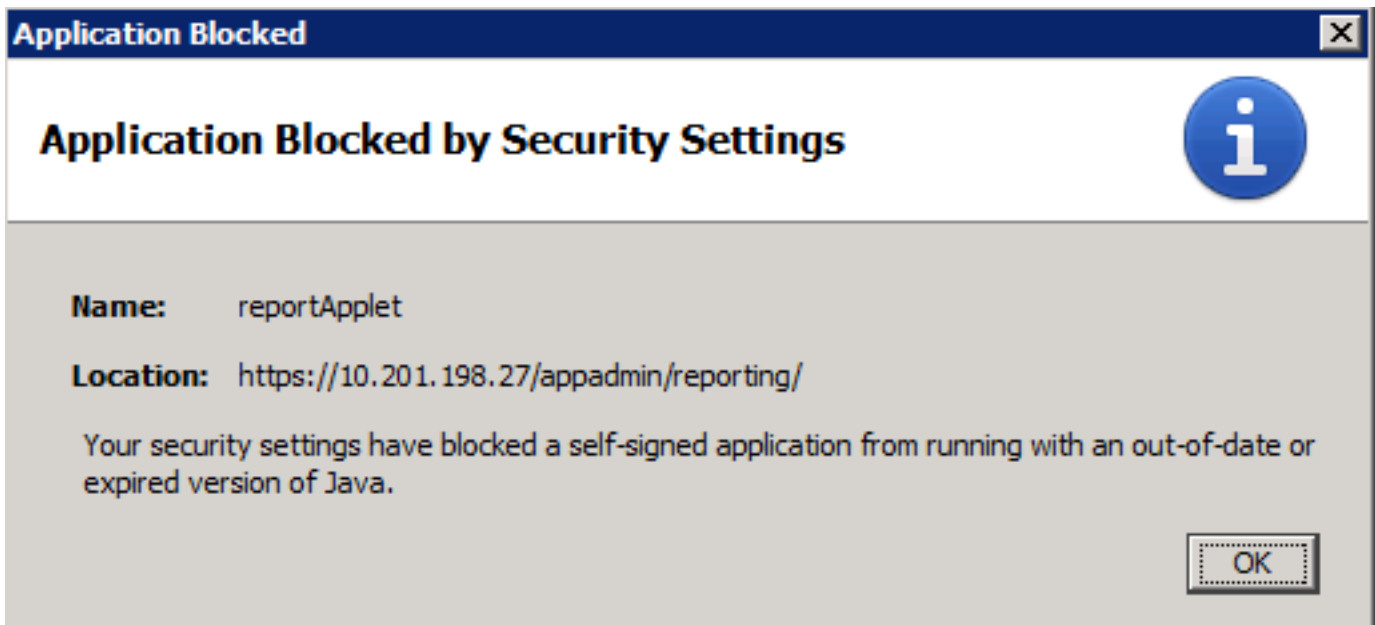 Application Blocked
Application Blocked by Security Settings
Name: reportApplet
Location: https://10.201.198.27/appadmin/reporting/
Your security settings have blocked a self-signed application from running with an out-of-date or
expired version of Java.
OK